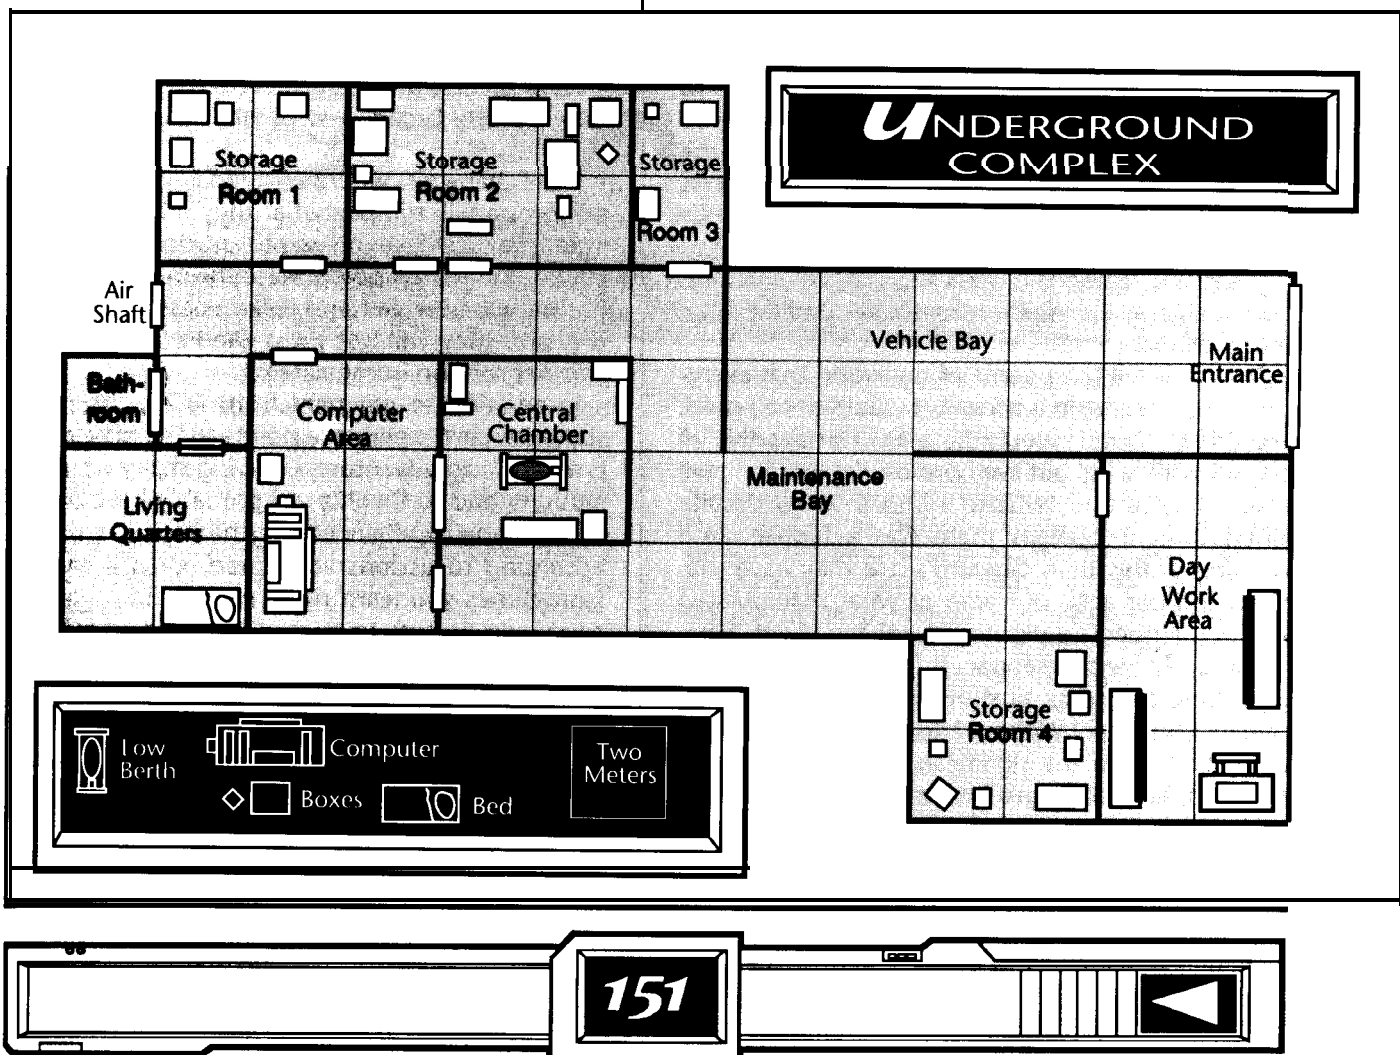 UNDERGROUND
COMPLEX
Storage
Room 1
Storage
Room 2
Storage
Room 3
Air
Shaft
Vehicle Bay
Main
Entrance
Bath-
room
Computer
Area
Central
Chamber
Living
Quarters
Maintenance
Bay
Day
Work
Area
Storage
Room 4
Low
Berth
Computer
Boxes
Bed
Two
Meters
151